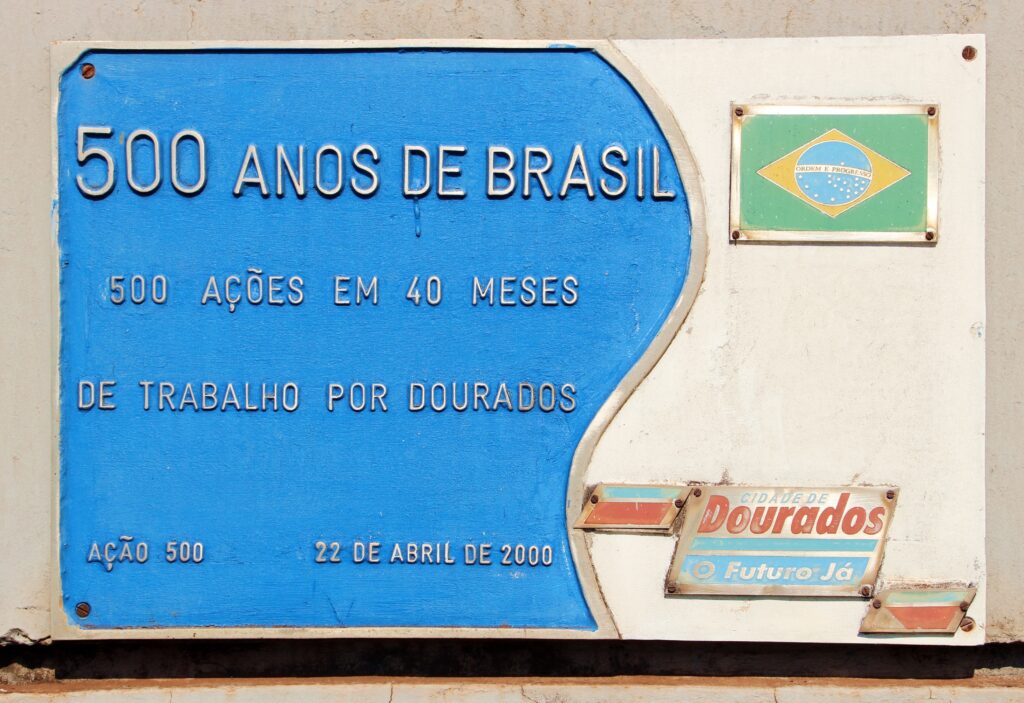 500 ANOS DE BRASIL
500 AÇÕES EM 40 MESES
DE TRABALHO POR DOURADOS
AÇÃO 500
22 DE ABRIL DE 2000
ORDEM E PROGRESSO
CIDADE DE
Dourados
O Futuro Já